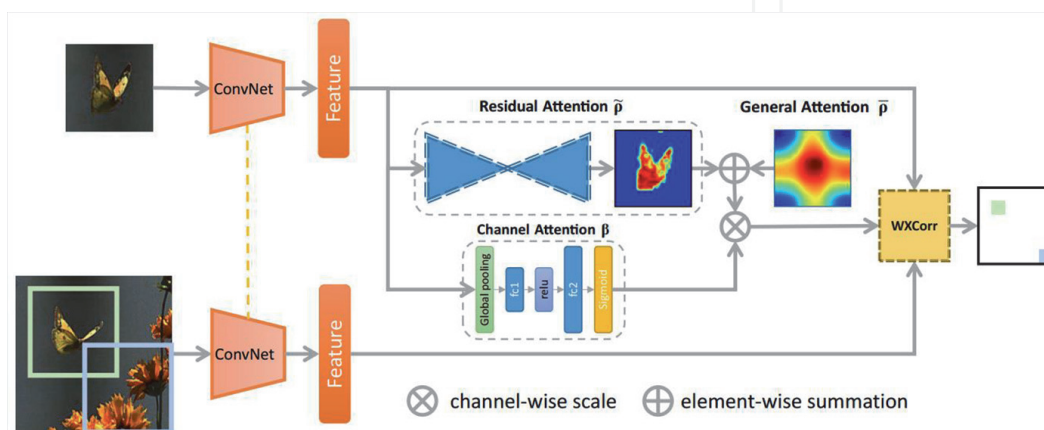 ConvNet
Feature
Residual Attention ρ̃
General Attention ρ̄
Channel Attention β
Global pooling
fc1
relu
fc2
Sigmoid
WXCorr
ConvNet
Feature
channel-wise scale
element-wise summation